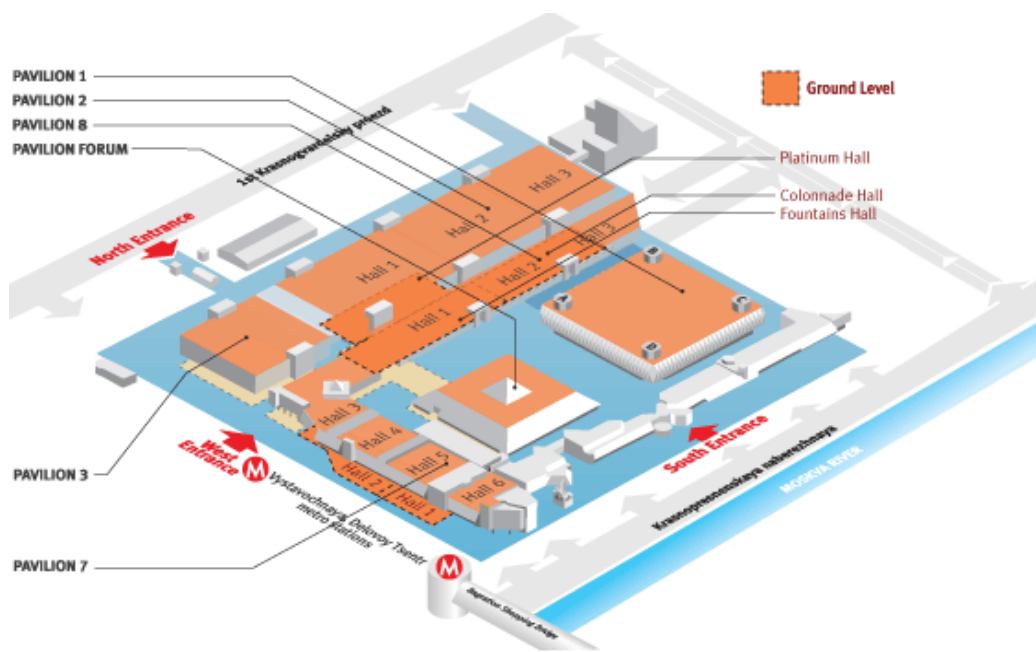 PAVILION 1
PAVILION 2
PAVILION 8
PAVILION FORUM
Ground Level
1st Krasnogvardeisky proezd
Platinum Hall
Colonnade Hall
Fountains Hall
North Entrance
Hall 3
Hall 2
Hall 1
Hall 3
Hall 2
Hall 1
A
B
C
D
Hall 3
Hall 4
Hall 5
Hall 6
Hall 2
Hall 1
West
Entrance
M
South Entrance
PAVILION 3
Vystavochnaya, Delovoy Tsentr
metro stations
Krasnopresnenskaya naberezhnaya
MOSKVA RIVER
PAVILION 7
M
Bagration Shopping Bridge